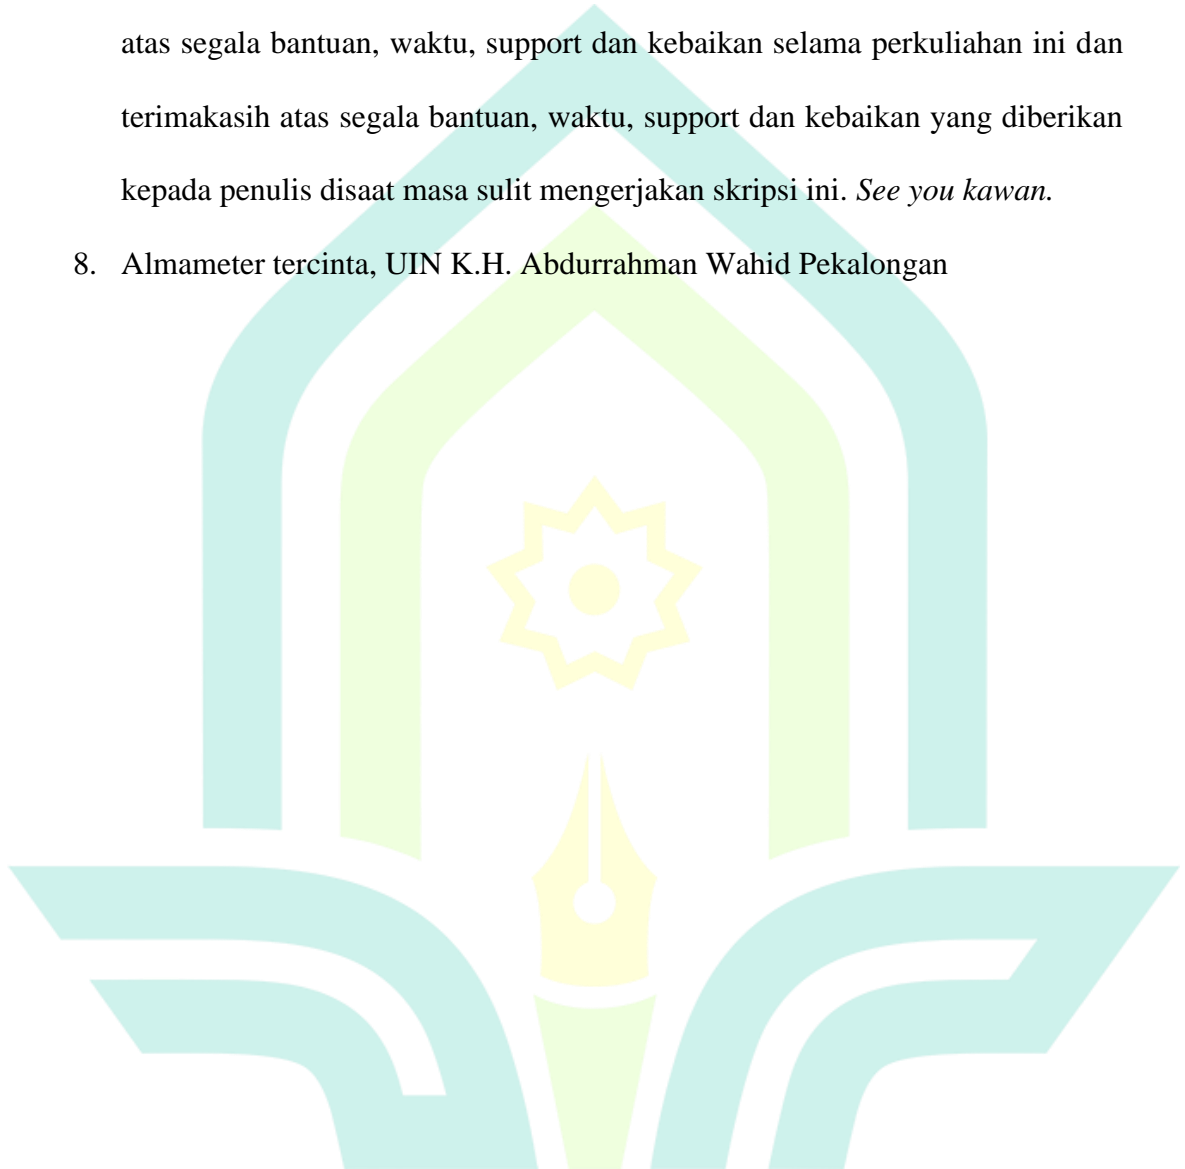 atas segala bantuan, waktu, support dan kebaikan selama perkuliahan ini dan
terimakasih atas segala bantuan, waktu, support dan kebaikan yang diberikan
kepada penulis disaat masa sulit mengerjakan skripsi ini. See you kawan.
8. Almameter tercinta, UIN K.H. Abdurrahman Wahid Pekalongan